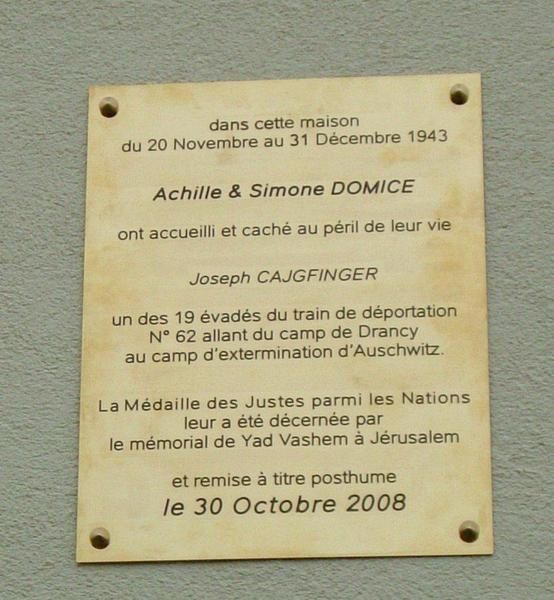 dans cette maison
du 20 Novembre au 31 Décembre 1943
Achille & Simone DOMICE
ont accueilli et caché au péril de leur vie
Joseph CAJGFINGER
un des 19 évadés du train de déportation
N° 62 allant du camp de Drancy
au camp d'extermination d'Auschwitz.
La Médaille des Justes parmi les Nations
leur a été décernée par
le mémorial de Yad Vashem à Jérusalem
et remise à titre posthume
le 30 Octobre 2008